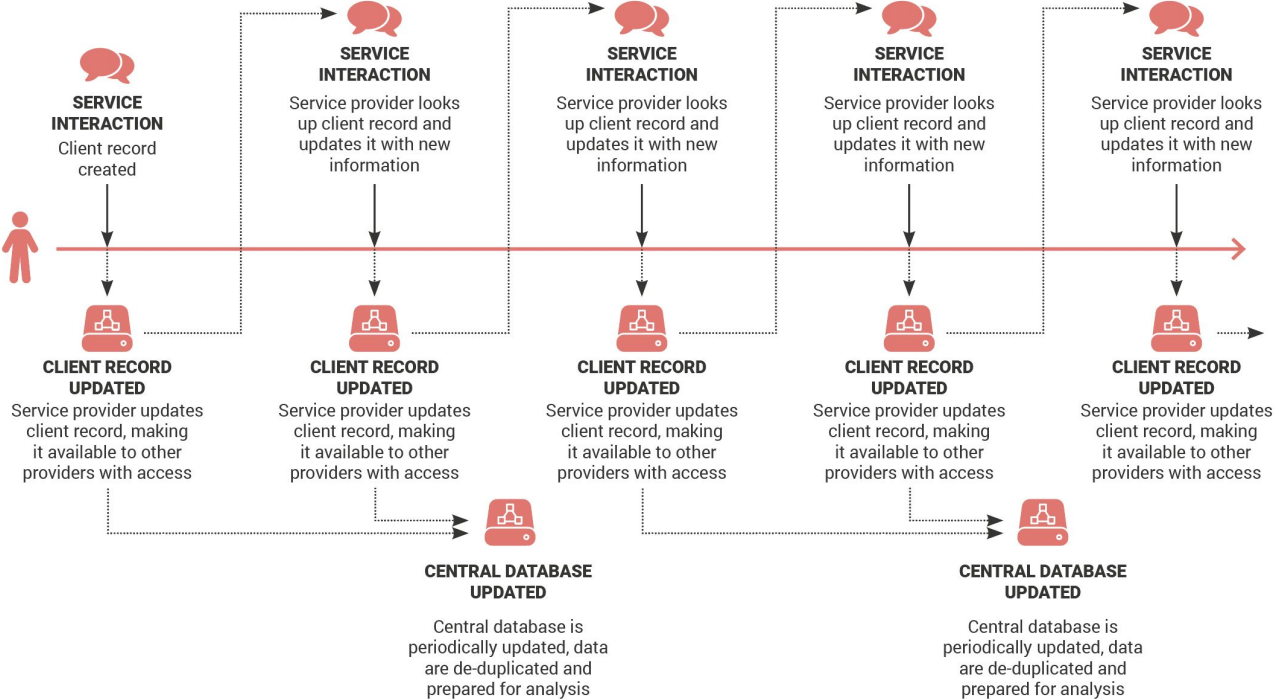 SERVICE
INTERACTION
Client record
created
SERVICE
INTERACTION
Service provider looks
up client record and
updates it with new
information
SERVICE
INTERACTION
Service provider looks
up client record and
updates it with new
information
SERVICE
INTERACTION
Service provider looks
up client record and
updates it with new
information
SERVICE
INTERACTION
Service provider looks
up client record and
updates it with new
information
CLIENT RECORD
UPDATED
Service provider updates
client record, making
it available to other
providers with access
CLIENT RECORD
UPDATED
Service provider updates
client record, making
it available to other
providers with access
CLIENT RECORD
UPDATED
Service provider updates
client record, making
it available to other
providers with access
CLIENT RECORD
UPDATED
Service provider updates
client record, making
it available to other
providers with access
CLIENT RECORD
UPDATED
Service provider updates
client record, making
it available to other
providers with access
CENTRAL DATABASE
UPDATED
Central database is
periodically updated, data
are de-duplicated and
prepared for analysis
CENTRAL DATABASE
UPDATED
Central database is
periodically updated, data
are de-duplicated and
prepared for analysis